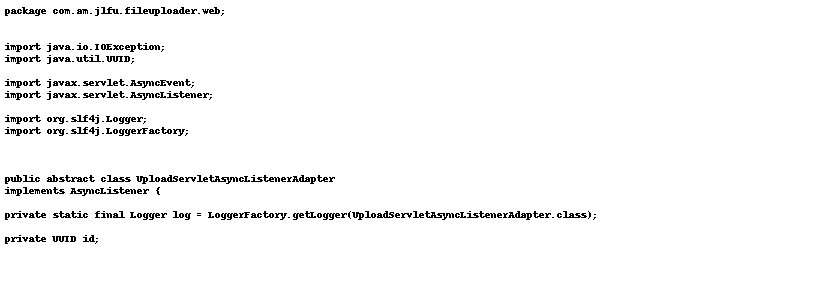 package com.am.jlfu.fileuploader.web;
import java.io.IOException;
import java.util.UUID;
import javax.servlet.AsyncEvent;
import javax.servlet.AsyncListener;
import org.slf4j.Logger;
import org.slf4j.LoggerFactory;
public abstract class UploadServletAsyncListenerAdapter
implements AsyncListener {
private static final Logger log = LoggerFactory.getLogger(UploadServletAsyncListenerAdapter.class);
private UUID id;